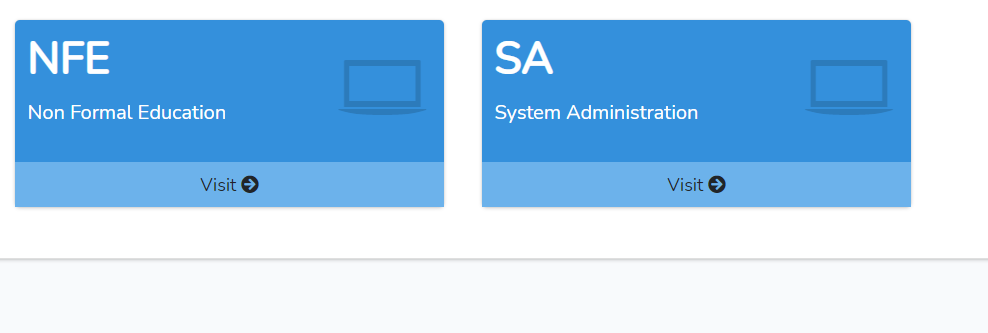 NFE
Non Formal Education
Visit
SA
System Administration
Visit